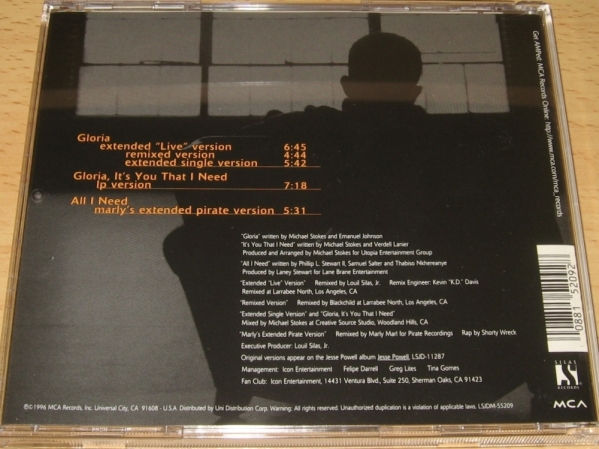 Gloria
extended "Live" version 6:45
remixed version 4:44
extended single version 5:42
Gloria, It's You That I Need
lp version 7:18
All I Need
marly's extended pirate version 5:31
"Gloria" written by Michael Stokes and Emanuel Johnson
"It's You That I Need" written by Michael Stokes and Verdell Lanier
Produced and Arranged by Michael Stokes for Utopia Entertainment Group
"All I Need" written by Phillip L. Stewart II, Samuel Salter and Thabiso Nkhereanye
Produced by Laney Stewart for Lane Brane Entertainment
"Extended "Live" Version" Remixed by Louil Silas, Jr. Remix Engineer: Kevin "K.D." Davis
Remixed at Larrabee North, Los Angeles, CA
"Remixed Version" Remixed by Blackchild at Larrabee North, Los Angeles, CA
"Extended Single Version" and "Gloria, It's You That I Need"
Mixed by Michael Stokes at Creative Source Studio, Woodland Hills, CA
"Marly's Extended Pirate Version" Remixed by Marly Marl for Pirate Recordings Rap by Shorty Wreck
Executive Producer: Louil Silas, Jr.
Original versions appear on the Jesse Powell album Jesse Powell, LSJD-11287
Management: Icon Entertainment Felipe Darrell Greg Lites Tina Gomes
Fan Club: Icon Entertainment, 14431 Ventura Blvd., Suite 250, Sherman Oaks, CA 91423
℗©1996 MCA Records, Inc. Universal City, CA 91608 - U.S.A. Distributed by Uni Distribution Corp. Warning: All rights reserved. Unauthorized duplication is a violation of applicable laws. LSJDM-55209
Get AMPed: MCA Records Online: http://www.mca.com/mca_records
0881 52092
SILAS
RECORDS
MCA